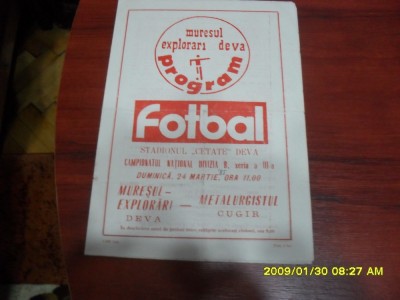 muresul
explorari deva
program
Fotbal
STADIONUL „CETATE” DEVA
CAMPIONATUL NAŢIONAL DIVIZIA B, seria a III-a
DUMINICĂ, 24 MARTIE, ORA 11,00
MUREŞUL-
EXPLORĂRI — METALURGISTUL
DEVA CUGIR
2009/01/30 08:27 AM